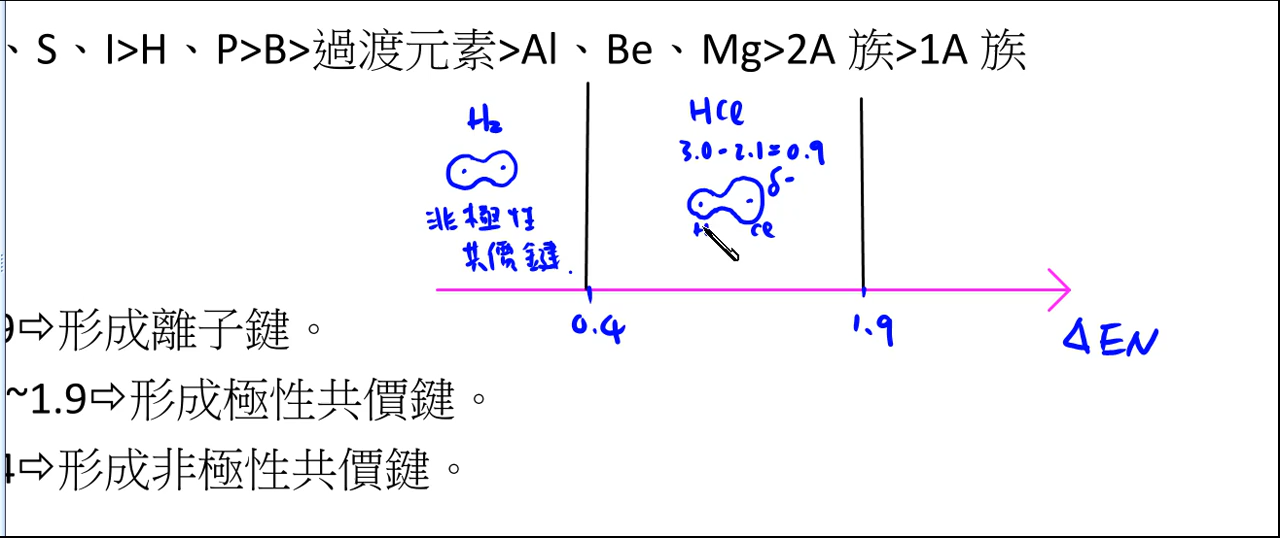 、S、I>H、P>B>過渡元素>Al、Be、Mg>2A 族>1A 族
H₂
HCl
3.0-2.1=0.9
δ-
H Cl
非極性
共價鍵
0.4
1.9
ΔEN
9⇨形成離子鍵。
~1.9⇨形成極性共價鍵。
4⇨形成非極性共價鍵。